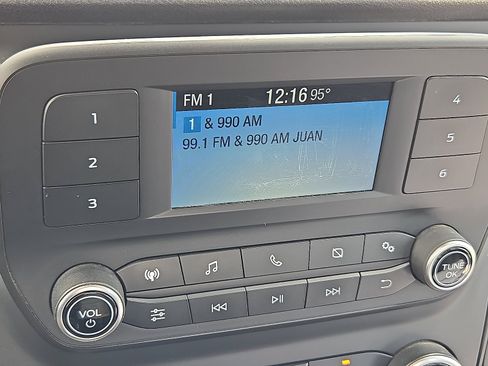 FM 1 12:16 95°
1 & 990 AM
99.1 FM & 990 AM JUAN
1
2
3
4
5
6
VOL
TUNE
OK